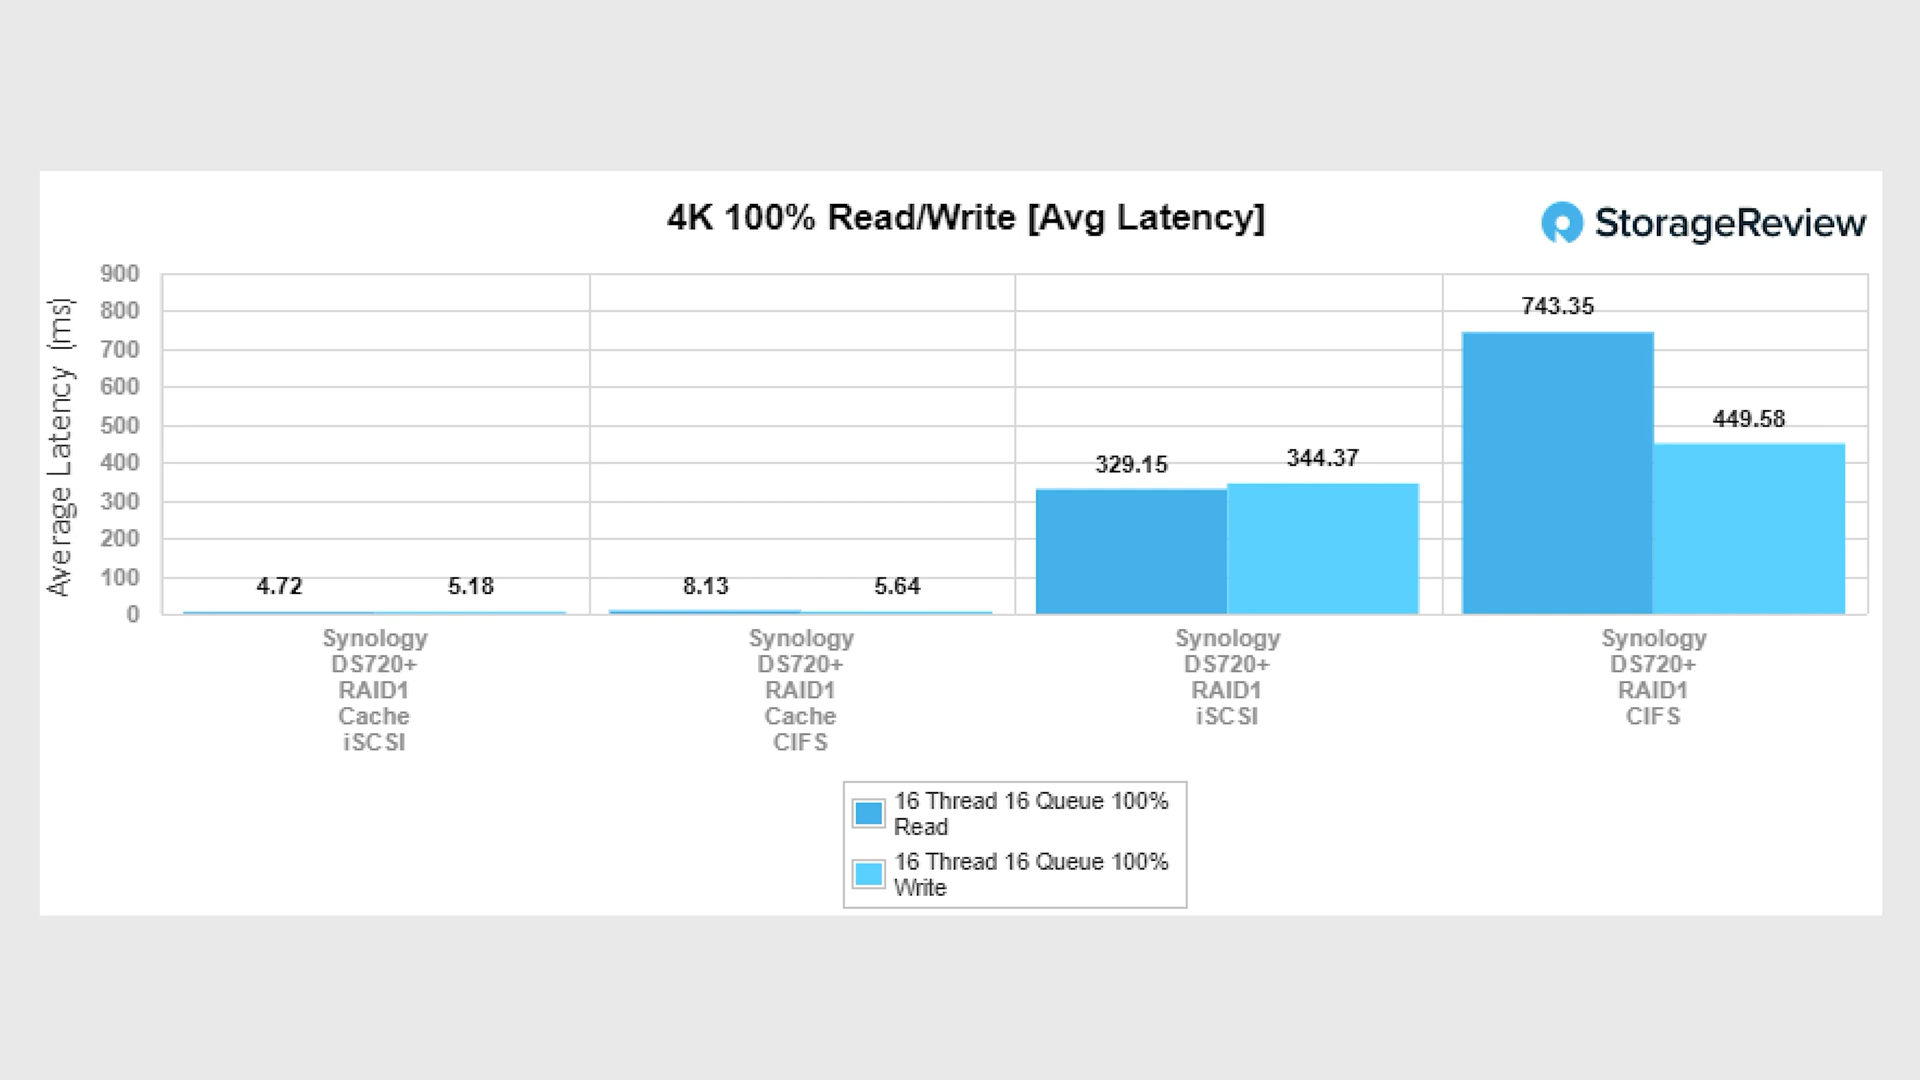 4K 100% Read/Write [Avg Latency]
StorageReview
Average Latency (ms)
900
800
700
600
500
400
300
200
100
0
4.72
5.18
8.13
5.64
329.15
344.37
743.35
449.58
Synology
DS720+
RAID1
Cache
iSCSI
Synology
DS720+
RAID1
Cache
CIFS
Synology
DS720+
RAID1
iSCSI
Synology
DS720+
RAID1
CIFS
16 Thread 16 Queue 100%
Read
16 Thread 16 Queue 100%
Write